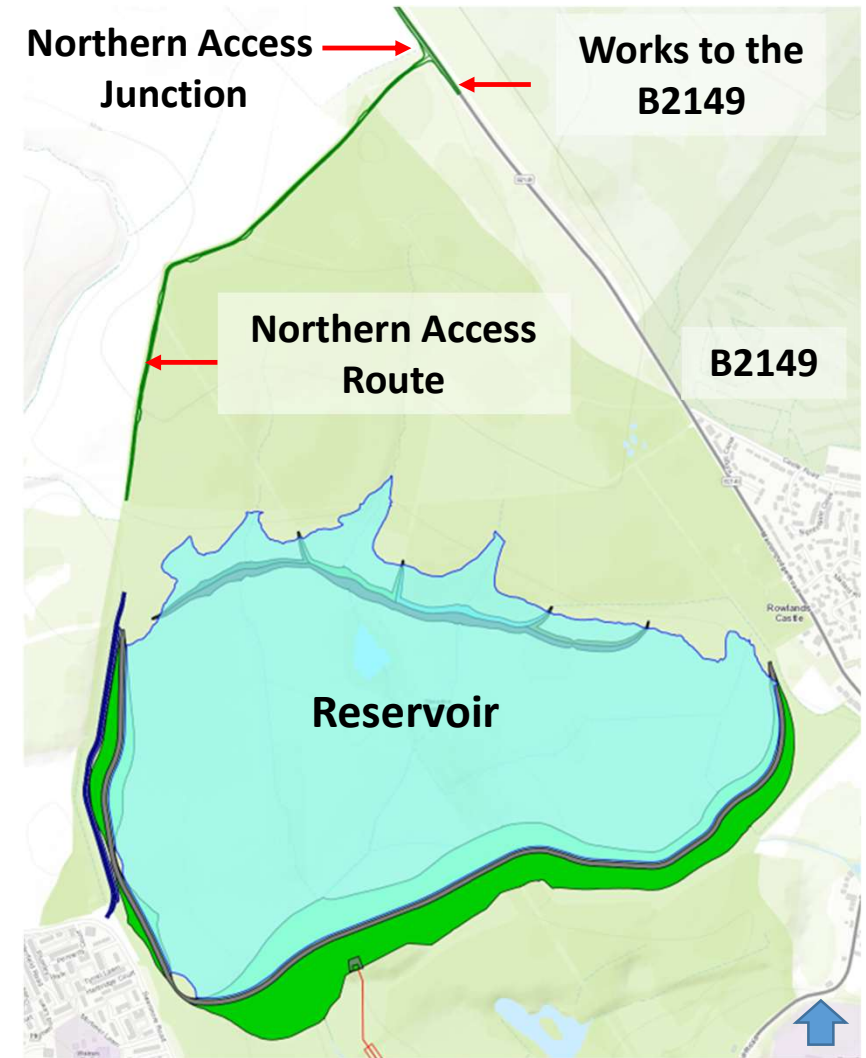 Northern Access
Junction
Works to the
B2149
Northern Access
Route
B2149
Rowlands
Castle
Reservoir